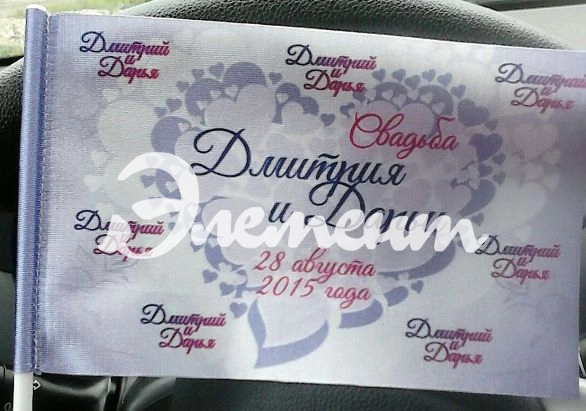 Дмитрий
и
Дарья
Дмитрий
и
Дарья
Дмитрий
и
Дарья
Свадьба
Дмитрия
и Дарьи
Элемент
Дмитрий
и
Дарья
Дмитрий
и
Дарья
28 августа
2015 года
Дмитрий
и
Дарья
Дмитрий
и
Дарья